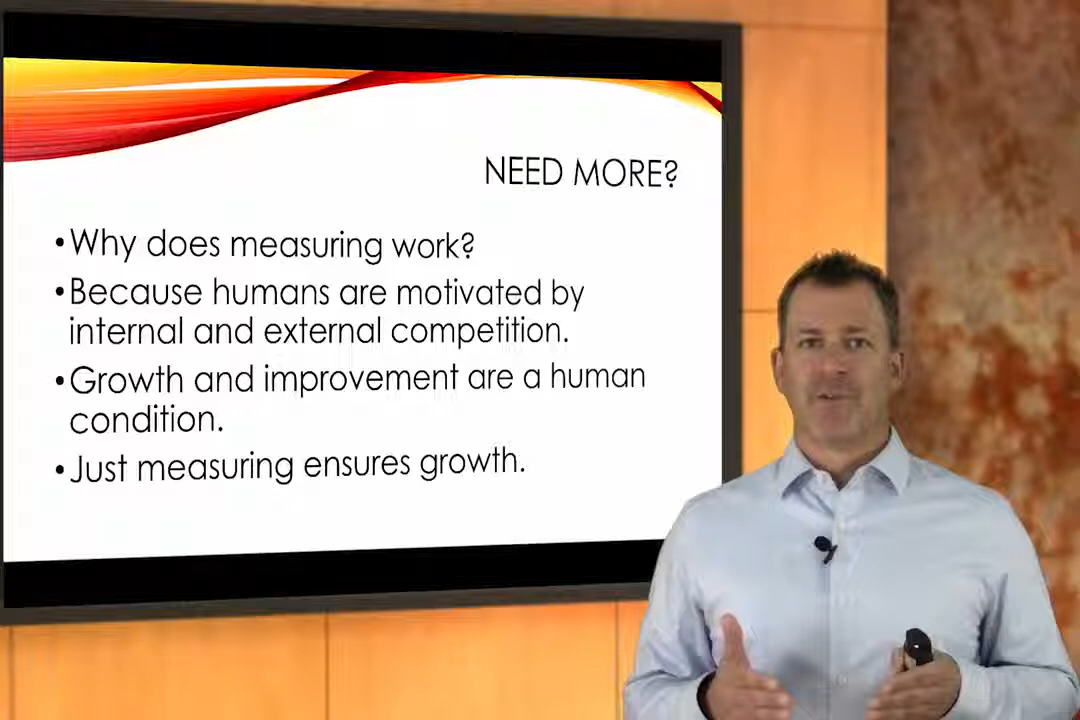 NEED MORE?
•Why does measuring work?
•Because humans are motivated by
internal and external competition.
•Growth and improvement are a human
condition.
•Just measuring ensures growth.